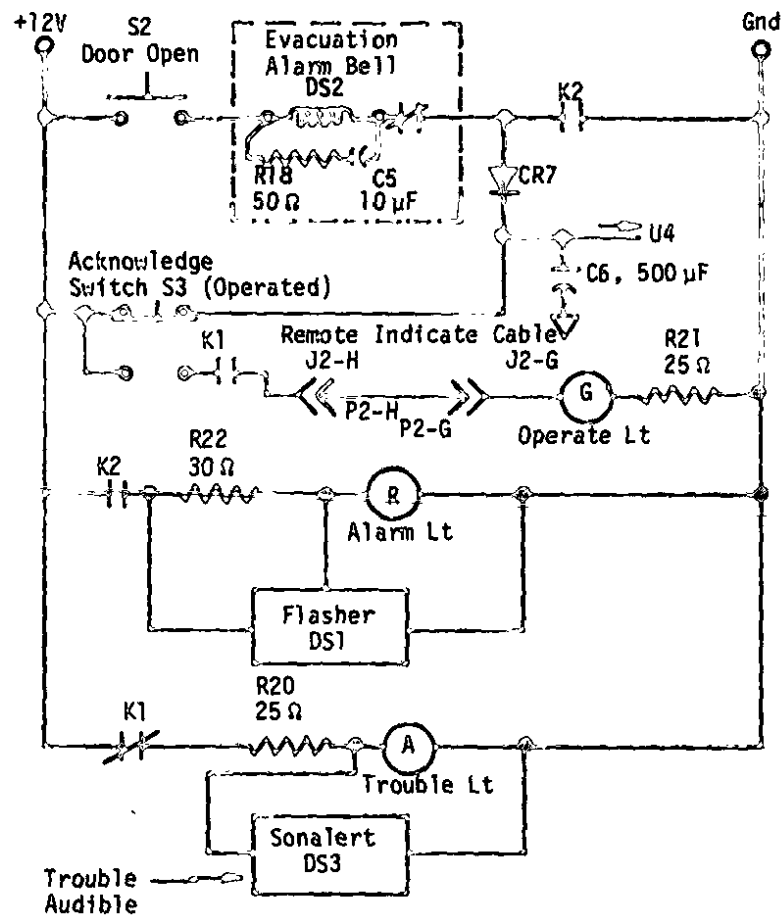 +12V
S2
Door Open
Gnd
Evacuation
Alarm Bell
DS2
K2
R18
50 Ω
C5
10 µF
CR7
U4
C6, 500 µF
Acknowledge
Switch S3 (Operated)
K1
Remote Indicate Cable
J2-H
J2-G
R21
25 Ω
G
P2-H
P2-G
Operate Lt
K2
R22
30 Ω
R
Alarm Lt
Flasher
DS1
K1
R20
25 Ω
A
Trouble Lt
Sonalert
DS3
Trouble
Audible